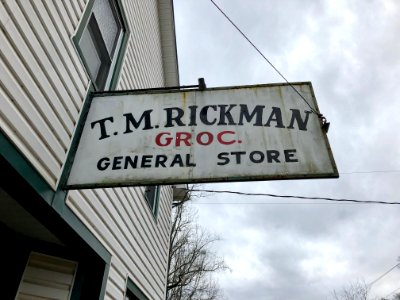 T.M. RICKMAN
GROC.
GENERAL STORE